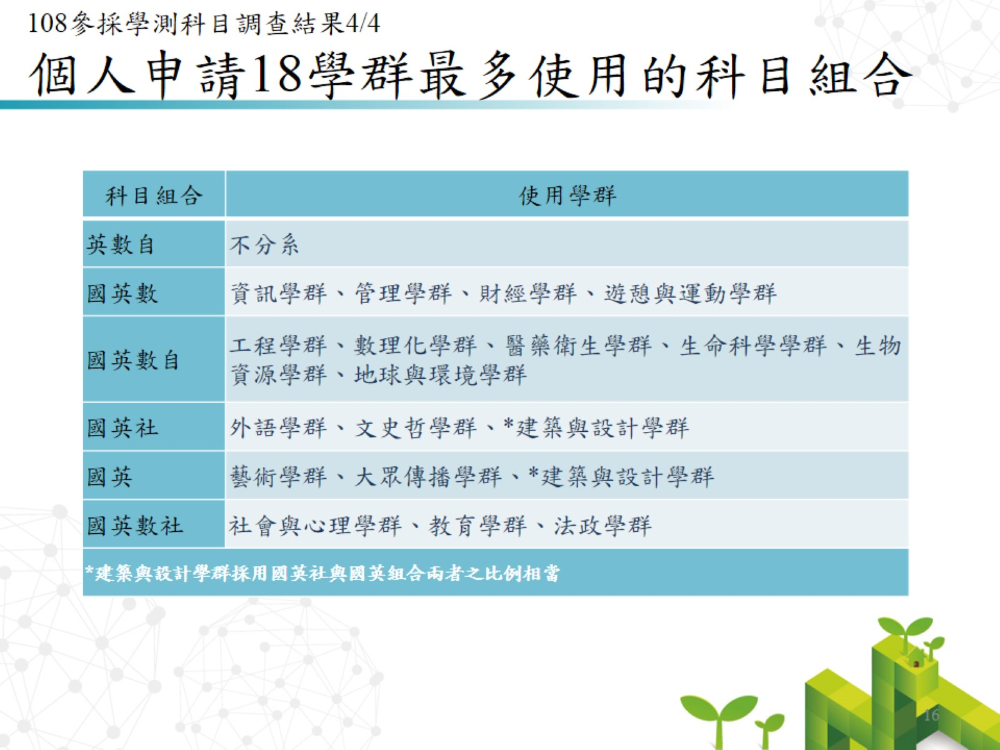 108參採學測科目調查結果4/4
個人申請18學群最多使用的科目組合
科目組合
使用學群
英數自
不分系
國英數
資訊學群、管理學群、財經學群、遊憩與運動學群
國英數自
工程學群、數理化學群、醫藥衛生學群、生命科學學群、生物
資源學群、地球與環境學群
國英社
外語學群、文史哲學群、*建築與設計學群
國英
藝術學群、大眾傳播學群、*建築與設計學群
國英數社
社會與心理學群、教育學群、法政學群
*建築與設計學群採用國英社與國英組合兩者之比例相當
16